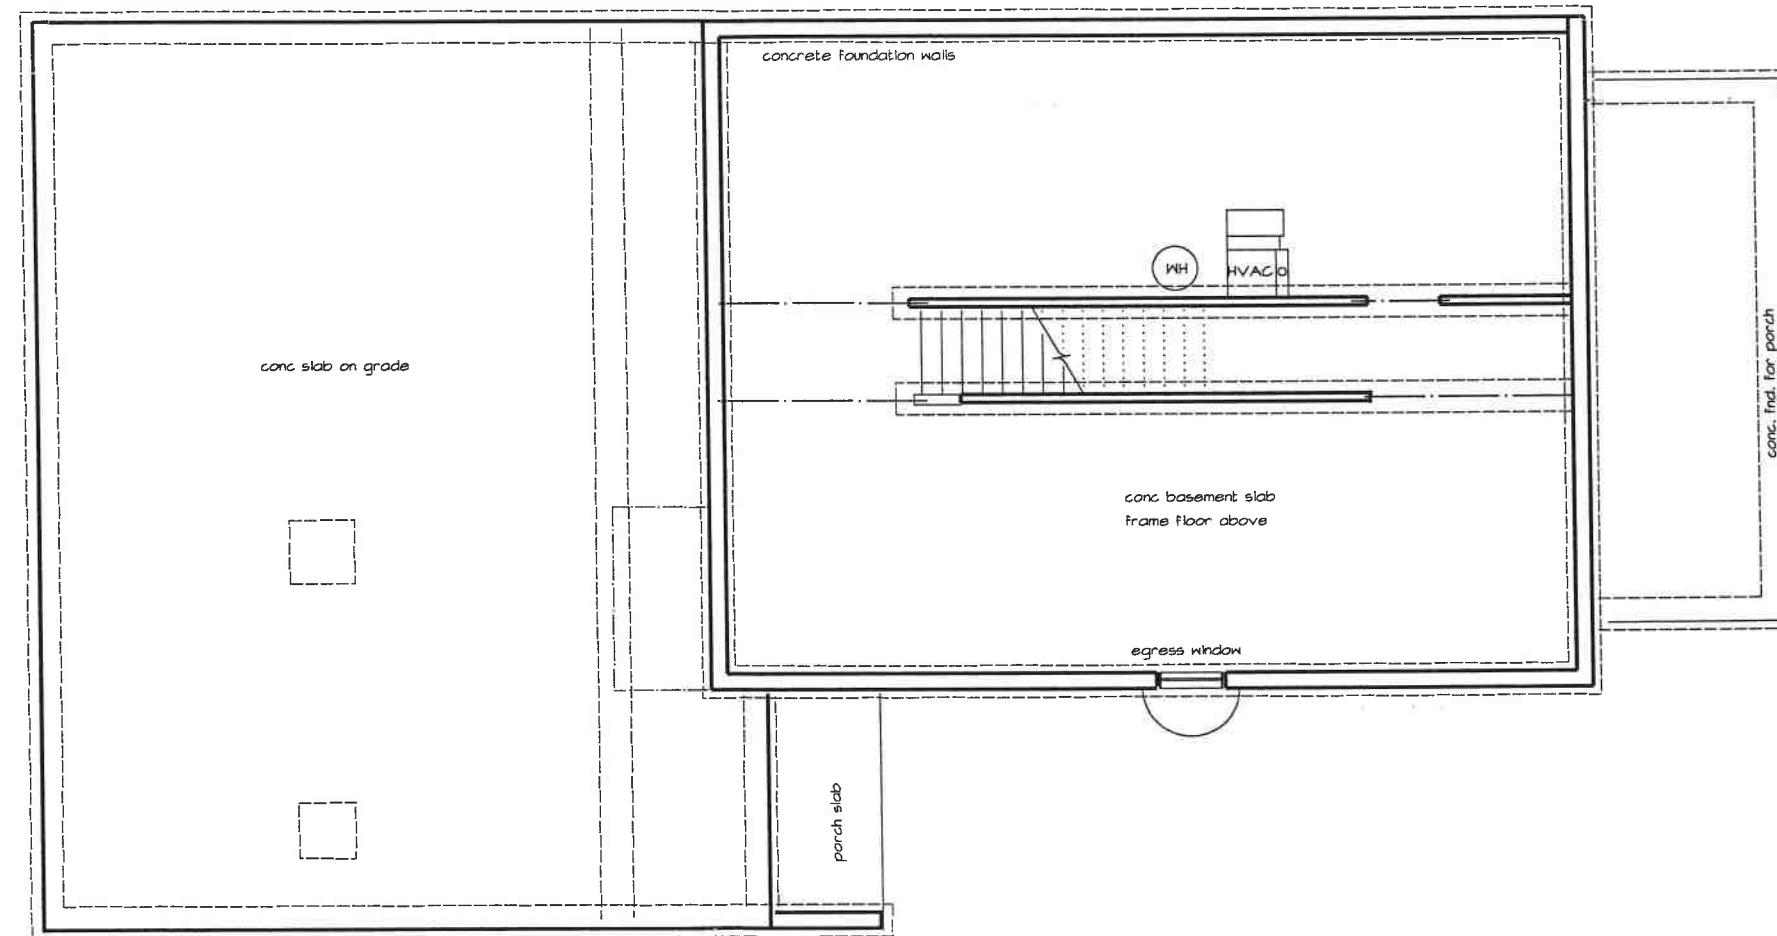 concrete foundation walls
WH
HVAC
conc slab on grade
conc. fnd. for porch
conc basement slab
frame floor above
egress window
porch slab